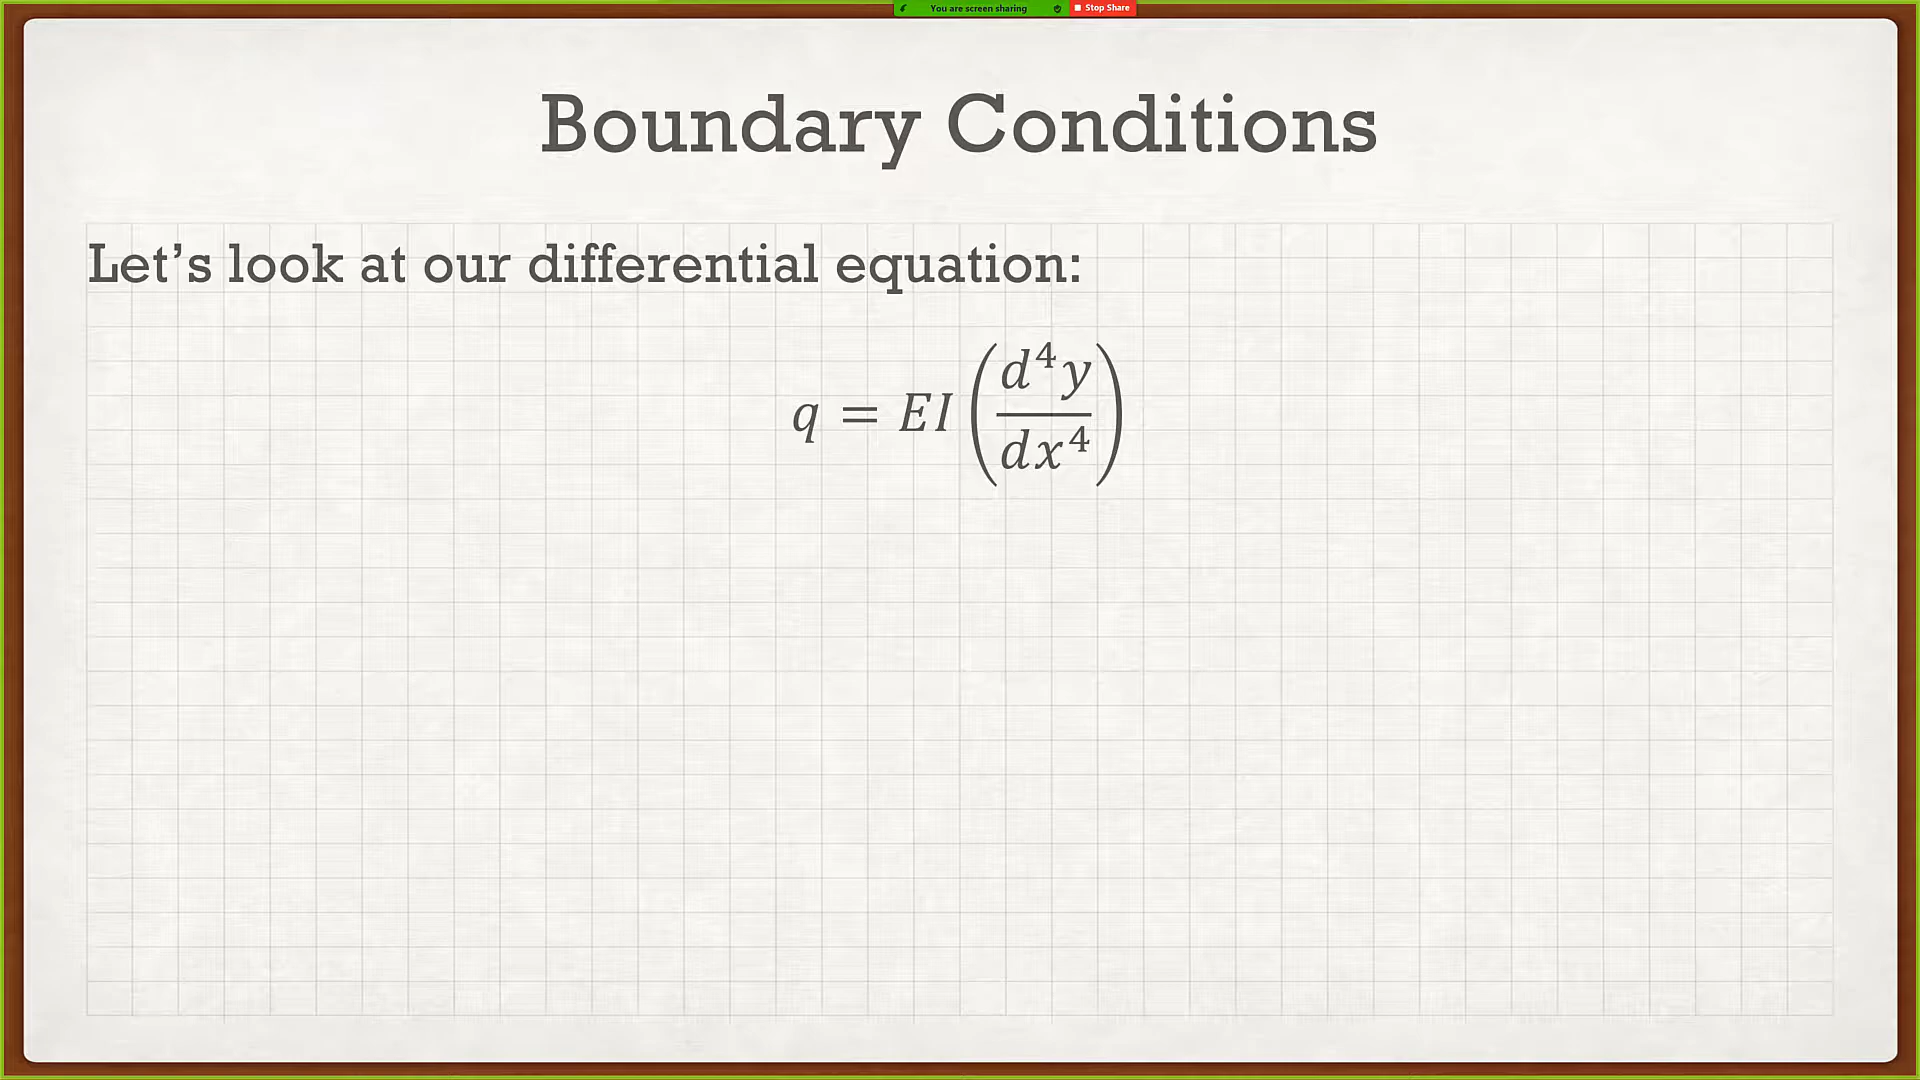 You are screen sharing Stop Share
Boundary Conditions
Let’s look at our differential equation:
q = EI (d⁴y / dx⁴)